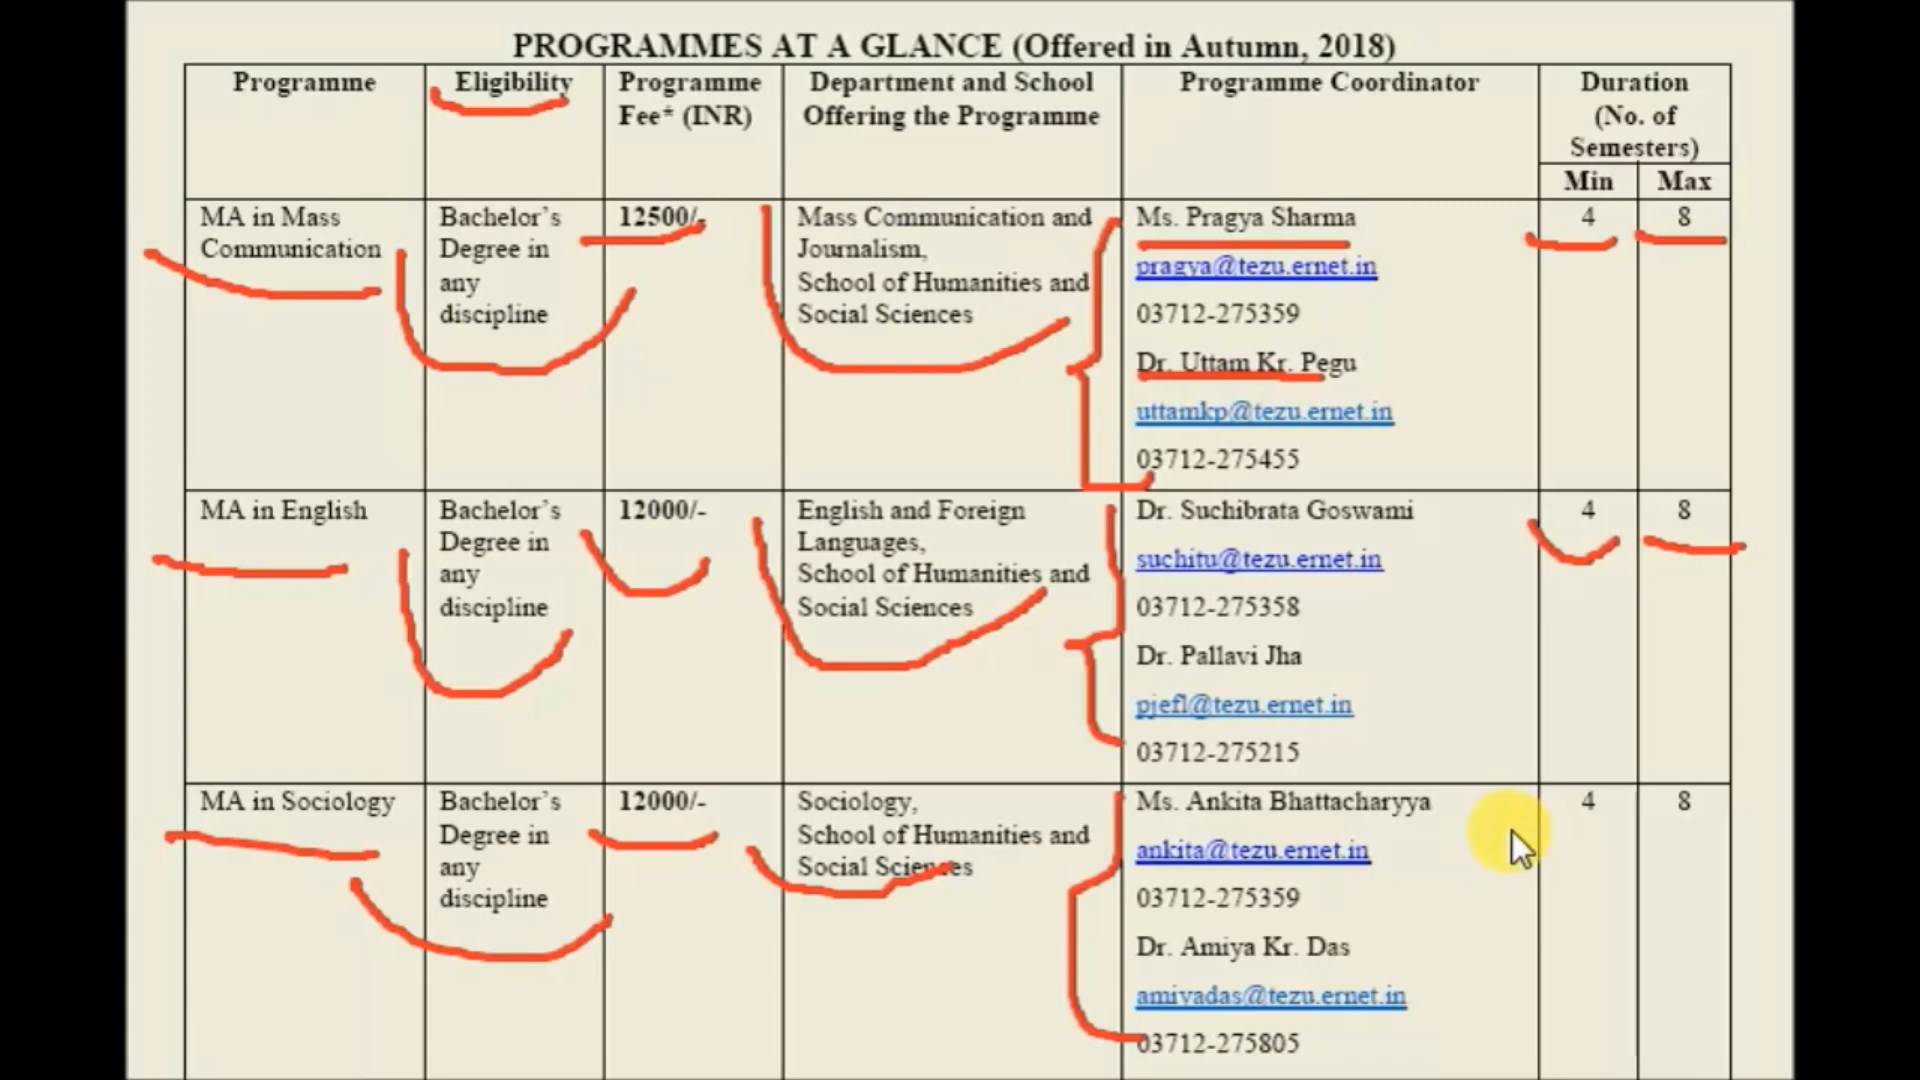 PROGRAMMES AT A GLANCE (Offered in Autumn, 2018)
Programme
Eligibility
Programme
Fee* (INR)
Department and School
Offering the Programme
Programme Coordinator
Duration
(No. of
Semesters)
Min
Max
MA in Mass
Communication
Bachelor's
Degree in
any
discipline
12500/-
Mass Communication and
Journalism,
School of Humanities and
Social Sciences
Ms. Pragya Sharma
pragya@tezu.ernet.in
03712-275359
Dr. Uttam Kr. Pegu
uttamkp@tezu.ernet.in
03712-275455
4
8
MA in English
Bachelor's
Degree in
any
discipline
12000/-
English and Foreign
Languages,
School of Humanities and
Social Sciences
Dr. Suchibrata Goswami
suchitu@tezu.ernet.in
03712-275358
Dr. Pallavi Jha
pjefl@tezu.ernet.in
03712-275215
4
8
MA in Sociology
Bachelor's
Degree in
any
discipline
12000/-
Sociology,
School of Humanities and
Social Sciences
Ms. Ankita Bhattacharyya
ankita@tezu.ernet.in
03712-275359
Dr. Amiya Kr. Das
amiyadas@tezu.ernet.in
03712-275805
4
8